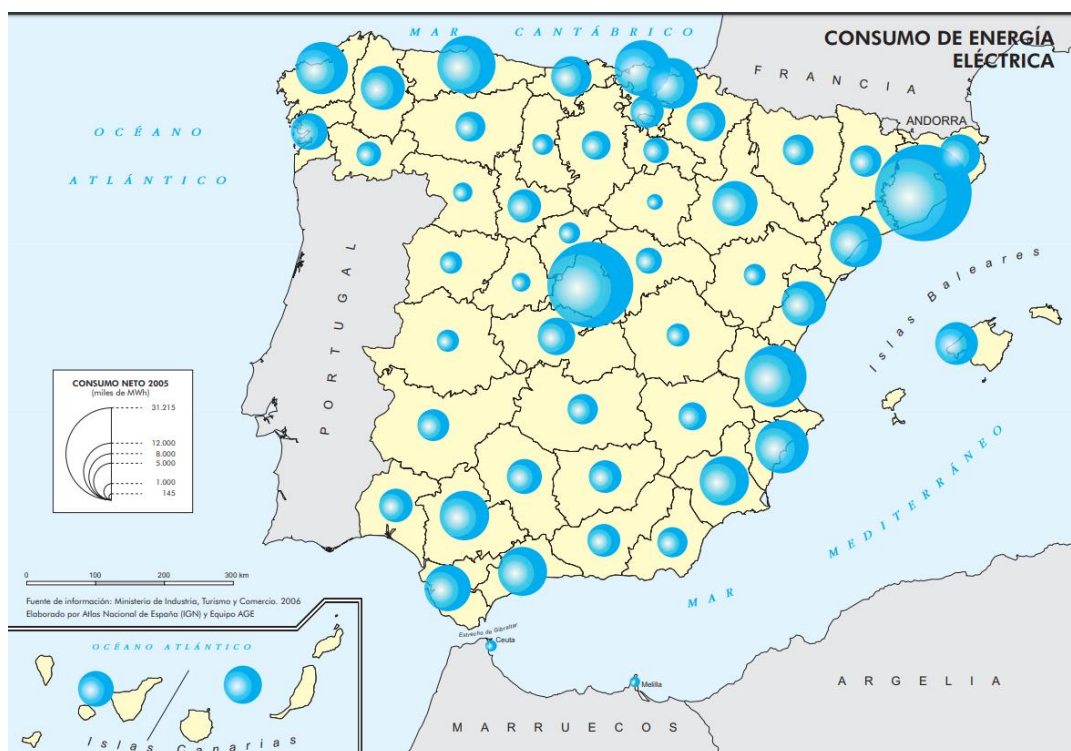 MAR CANTÁBRICO
CONSUMO DE ENERGÍA
ELÉCTRICA
FRANCIA
ANDORRA
OCÉANO
ATLÁNTICO
PORTUGAL
Islas Baleares
CONSUMO NETO 2005
(miles de MWh)
31.215
12.000
8.000
5.000
1.000
145
MAR MEDITERRÁNEO
0 100 200 300 km
Fuente de información: Ministerio de Industria, Turismo y Comercio. 2006
Elaborado por Atlas Nacional de España (IGN) y Equipo AGE
Estrecho de Gibraltar
Ceuta
OCÉANO ATLÁNTICO
Melilla
ARGELIA
MARRUECOS
Islas Canarias